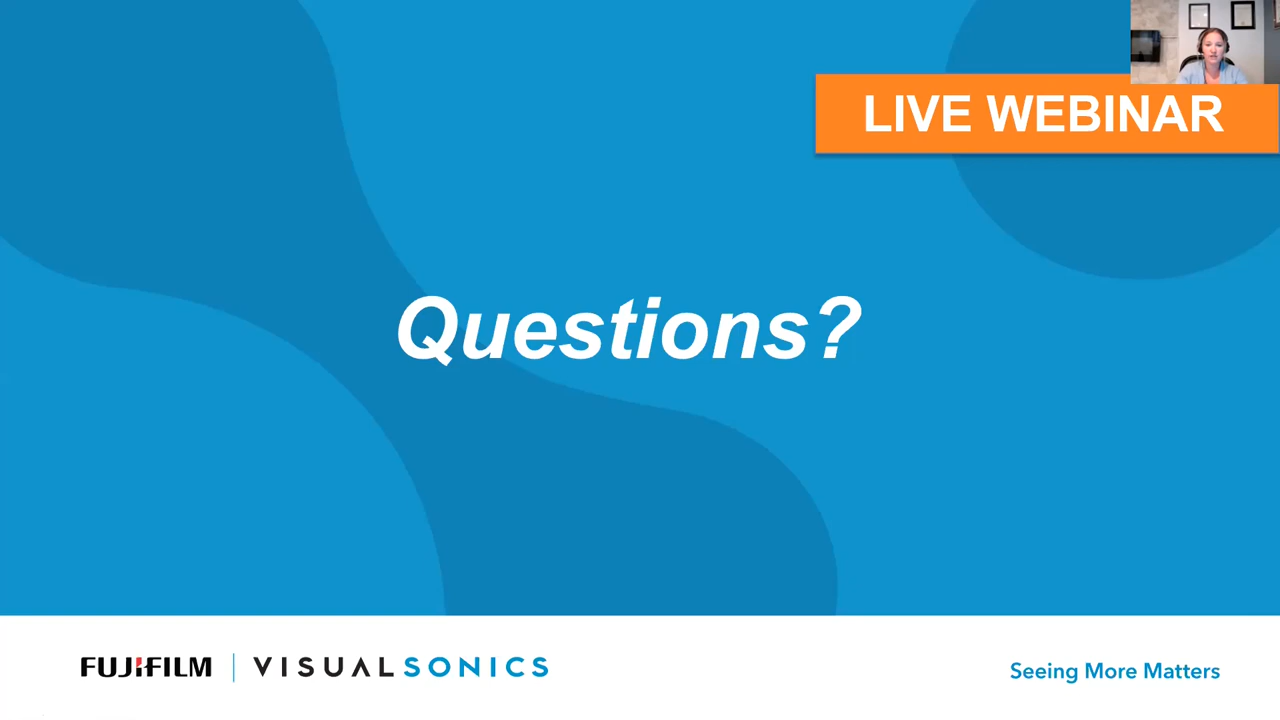 LIVE WEBINAR
Questions?
FUJIFILM | VISUALSONICS
Seeing More Matters